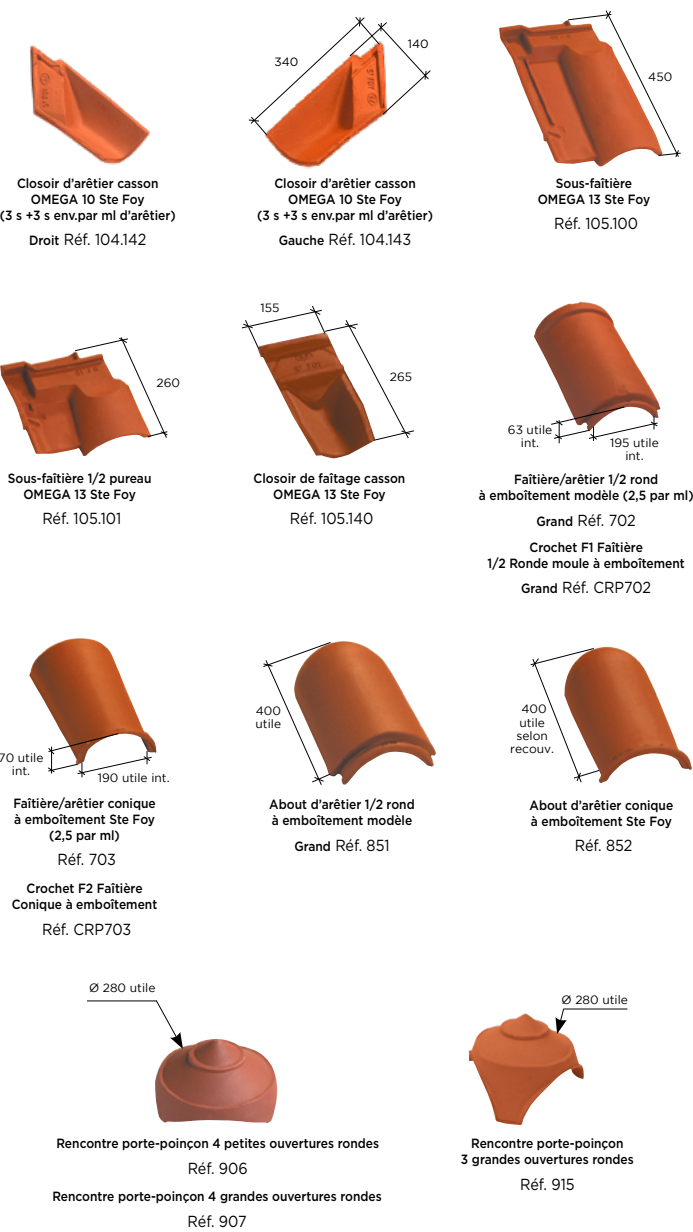 340
140
450
Closoir d'arêtier casson
OMEGA 10 Ste Foy
(3 s +3 s env.par ml d'arêtier)
Droit Réf. 104.142
Closoir d'arêtier casson
OMEGA 10 Ste Foy
(3 s +3 s env.par ml d'arêtier)
Gauche Réf. 104.143
Sous-faîtière
OMEGA 13 Ste Foy
Réf. 105.100
260
155
265
63 utile
int.
195 utile
int.
Sous-faîtière 1/2 pureau
OMEGA 13 Ste Foy
Réf. 105.101
Closoir de faîtage casson
OMEGA 13 Ste Foy
Réf. 105.140
Faîtière/arêtier 1/2 rond
à emboîtement modèle (2,5 par ml)
Grand Réf. 702
Crochet F1 Faîtière
1/2 Ronde moule à emboîtement
Grand Réf. CRP702
70 utile
int.
190 utile int.
400
utile
400
utile
selon
recouv.
Faîtière/arêtier conique
à emboîtement Ste Foy
(2,5 par ml)
Réf. 703
Crochet F2 Faîtière
Conique à emboîtement
Réf. CRP703
About d'arêtier 1/2 rond
à emboîtement modèle
Grand Réf. 851
About d'arêtier conique
à emboîtement Ste Foy
Réf. 852
Ø 280 utile
Ø 280 utile
Rencontre porte-poinçon 4 petites ouvertures rondes
Réf. 906
Rencontre porte-poinçon 4 grandes ouvertures rondes
Réf. 907
Rencontre porte-poinçon
3 grandes ouvertures rondes
Réf. 915